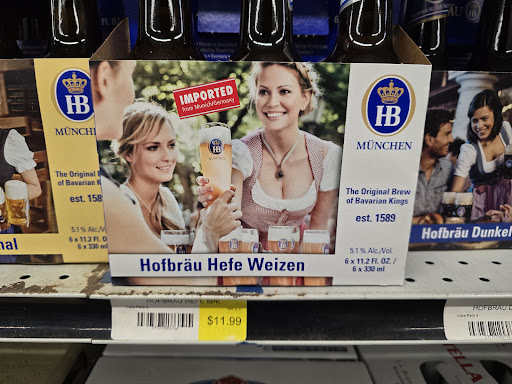 HB
MÜNCHEN
The Original Brew
of Bavarian Kings
est. 1589
5.1% Alc/Vol.
6 x 11.2 FL. O
6 x 330 ml
nal
IMPORTED
from Munich/Germany
HB
HB
MÜNCHEN
The Original Brew
of Bavarian Kings
est. 1589
5.1% Alc./Vol.
6 x 11.2 FL OZ. /
6 x 330 ml
Hofbräu Hefe Weizen
Hofbräu Dunkel
HOFBRAU HEFE 6PK
$11.99
HOFBRAU D